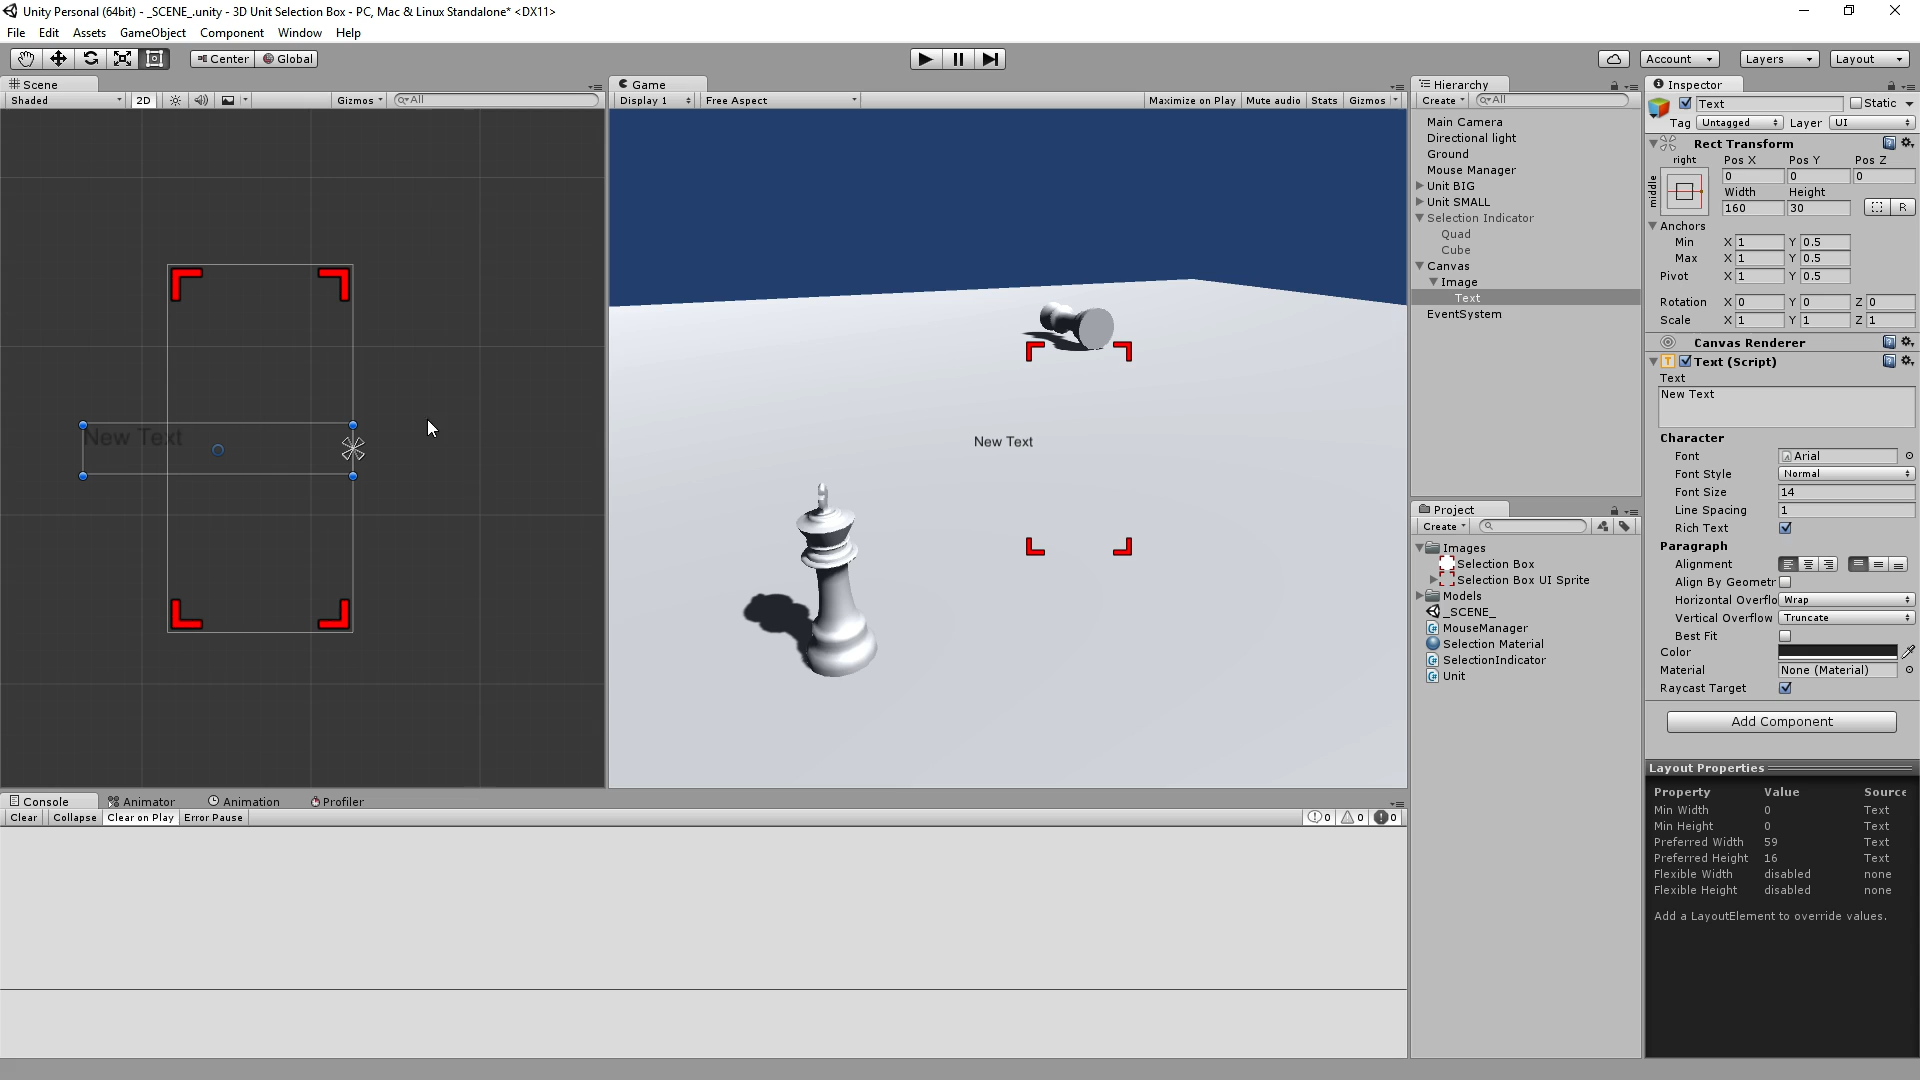 Unity Personal (64bit) - _SCENE_.unity - 3D Unit Selection Box - PC, Mac & Linux Standalone* <DX11>
File Edit Assets GameObject Component Window Help
Center Global Account Layers Layout
Scene
Shaded 2D Gizmos All
New Text
Game
Display 1 Free Aspect Maximize on Play Mute audio Stats Gizmos
New Text
Hierarchy
Create All
Main Camera
Directional light
Ground
Mouse Manager
Unit BIG
Unit SMALL
Selection Indicator
Quad
Cube
Canvas
Image
Text
EventSystem
Project
Create
Images
Selection Box
Selection Box UI Sprite
Models
_SCENE_
MouseManager
Selection Material
SelectionIndicator
Unit
Inspector
Text Static
Tag Untagged Layer UI
Rect Transform
right Pos X Pos Y Pos Z
middle
0 0 0
Width Height
160 30 R
Anchors
Min X 1 Y 0.5
Max X 1 Y 0.5
Pivot X 1 Y 0.5
Rotation X 0 Y 0 Z 0
Scale X 1 Y 1 Z 1
Canvas Renderer
T Text (Script)
Text
New Text
Character
Font Arial
Font Style Normal
Font Size 14
Line Spacing 1
Rich Text
Paragraph
Alignment
Align By Geometr
Horizontal Overflo Wrap
Vertical Overflow Truncate
Best Fit
Color
Material None (Material)
Raycast Target
Add Component
Layout Properties
Property Value Source
Min Width 0 Text
Min Height 0 Text
Preferred Width 59 Text
Preferred Height 16 Text
Flexible Width disabled none
Flexible Height disabled none
Add a LayoutElement to override values.
Console Animator Animation Profiler
Clear Collapse Clear on Play Error Pause 0 0 0